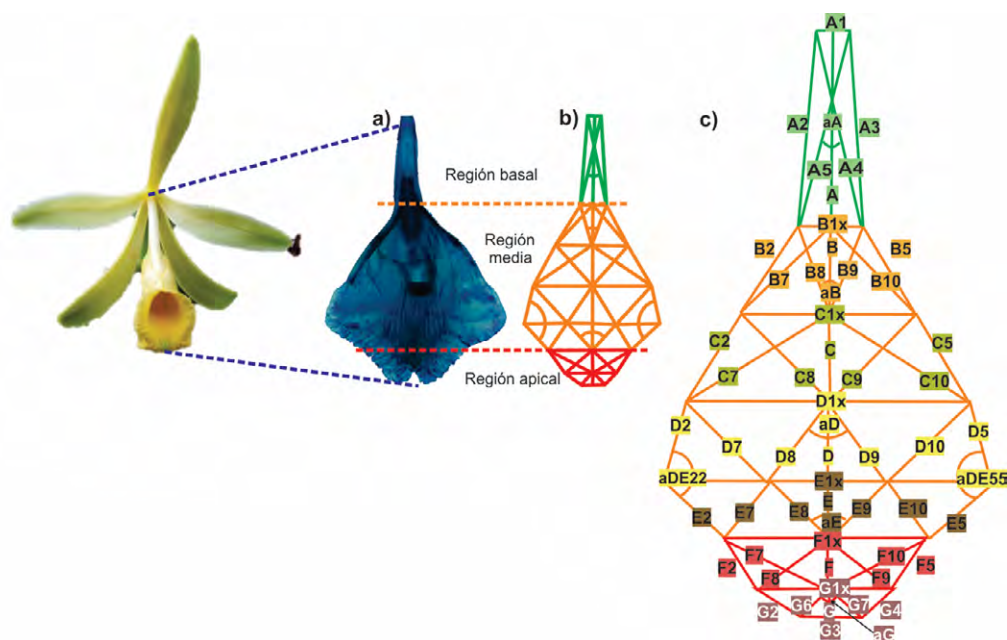 a)
Región basal
Región
media
Región apical
b)
c)
A1
A2
aA
A3
A5
A4
A
B1x
B2
B
B5
B7
B8
B9
B10
aB
C1x
C2
C
C5
C7
C8
C9
C10
D1x
D2
aD
D5
D7
D8
D
D9
D10
aDE22
E1x
aDE55
E2
E7
E8
E
E9
E10
E5
aE
F1x
F2
F7
F
F10
F5
F8
F9
G1x
G2
G6
G
G7
G4
G3
aG